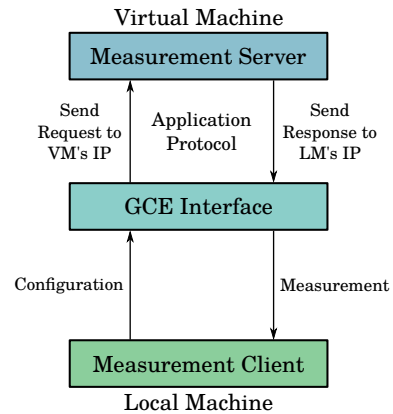 Virtual Machine
Measurement Server
Send
Request to
VM's IP
Application
Protocol
Send
Response to
LM's IP
GCE Interface
Configuration
Measurement
Measurement Client
Local Machine